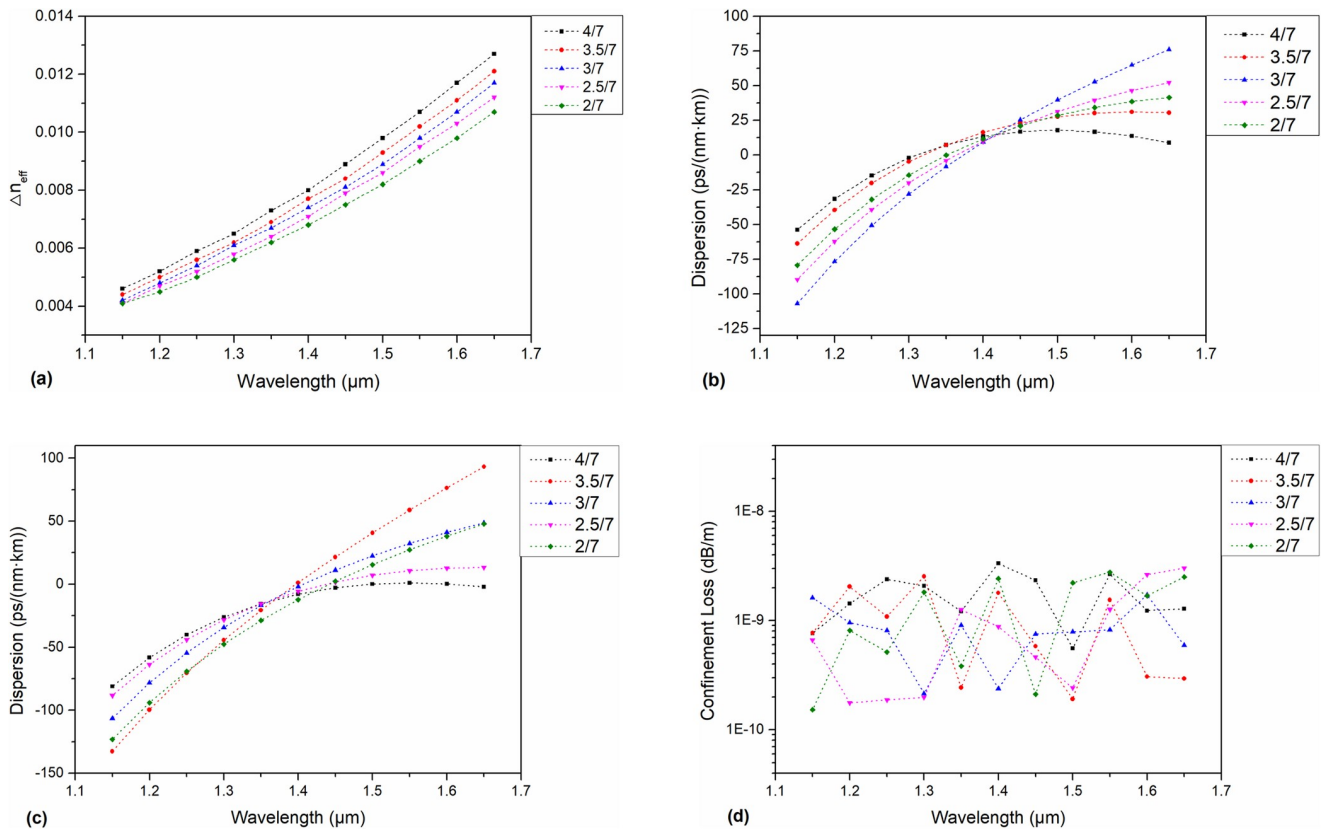 0.014
0.012
0.010
0.008
0.006
0.004
Δn_eff
4/7
3.5/7
3/7
2.5/7
2/7
1.1 1.2 1.3 1.4 1.5 1.6 1.7
Wavelength (μm)
(a)
100
75
50
25
0
-25
-50
-75
-100
-125
Dispersion (ps/(nm·km))
4/7
3.5/7
3/7
2.5/7
2/7
1.1 1.2 1.3 1.4 1.5 1.6 1.7
Wavelength (μm)
(b)
100
50
0
-50
-100
-150
Dispersion (ps/(nm·km))
4/7
3.5/7
3/7
2.5/7
2/7
1.1 1.2 1.3 1.4 1.5 1.6 1.7
Wavelength (μm)
(c)
1E-8
1E-9
1E-10
Confinement Loss (dB/m)
4/7
3.5/7
3/7
2.5/7
2/7
1.1 1.2 1.3 1.4 1.5 1.6 1.7
Wavelength (μm)
(d)